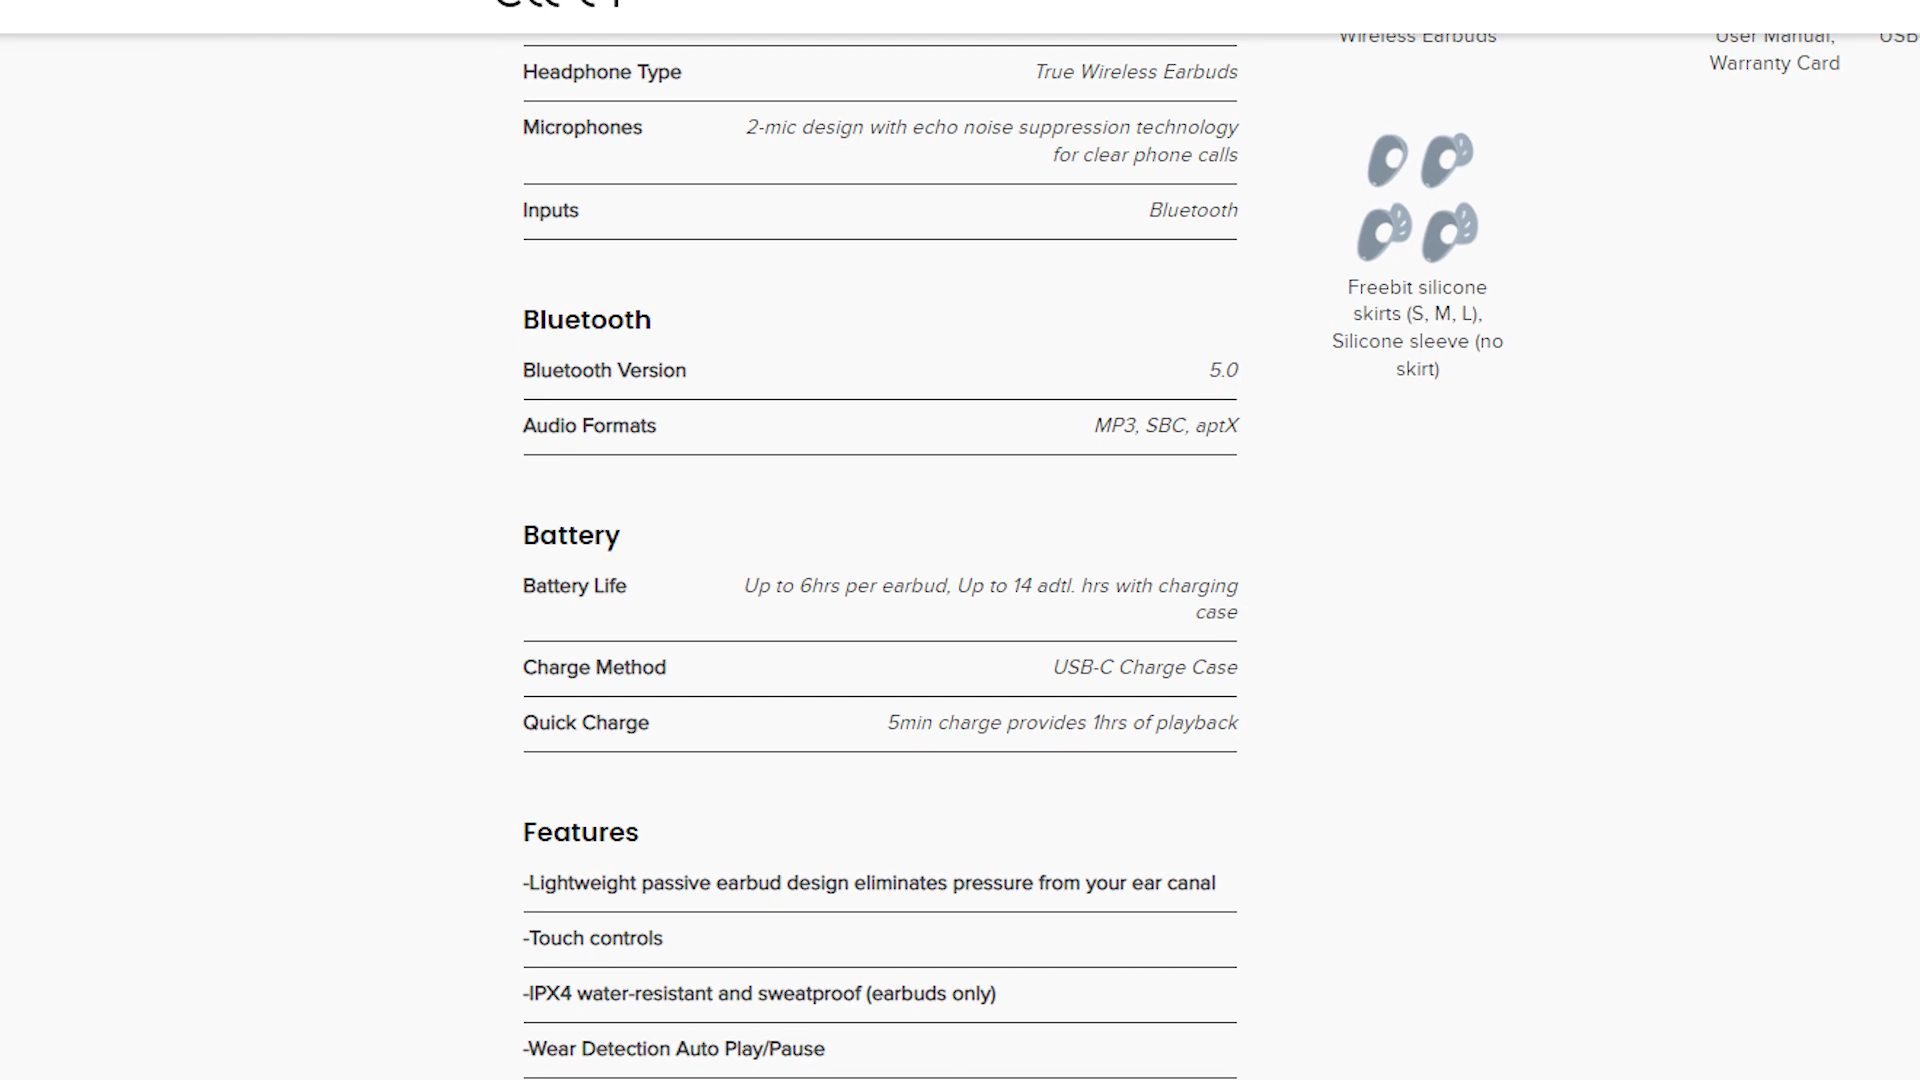 Wireless Earbuds
User Manual,
USB
Warranty Card
Headphone Type True Wireless Earbuds
Microphones 2-mic design with echo noise suppression technology
for clear phone calls
Inputs Bluetooth
Bluetooth
Bluetooth Version 5.0
Audio Formats MP3, SBC, aptX
Battery
Battery Life Up to 6hrs per earbud, Up to 14 adtl. hrs with charging
case
Charge Method USB-C Charge Case
Quick Charge 5min charge provides 1hrs of playback
Features
-Lightweight passive earbud design eliminates pressure from your ear canal
-Touch controls
-IPX4 water-resistant and sweatproof (earbuds only)
-Wear Detection Auto Play/Pause
Freebit silicone
skirts (S, M, L),
Silicone sleeve (no
skirt)